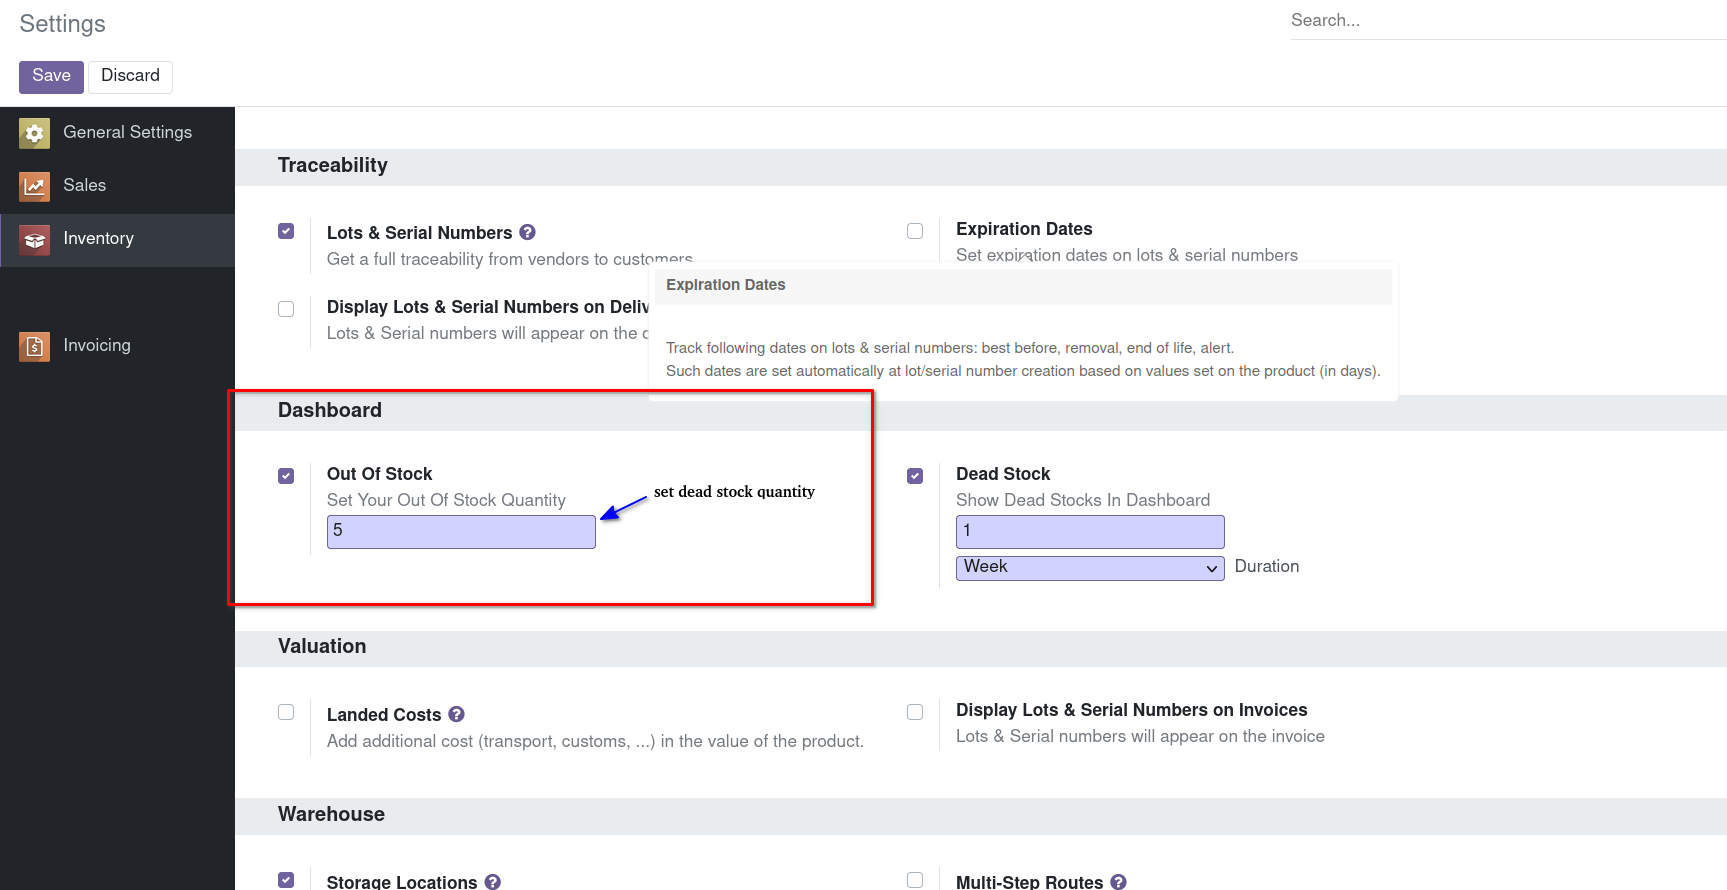 Settings
Search...
Save
Discard
General Settings
Sales
Inventory
Invoicing
Traceability
Lots & Serial Numbers
Get a full traceability from vendors to customers
Expiration Dates
Set expiration dates on lots & serial numbers
Display Lots & Serial Numbers on Deliv
Lots & Serial numbers will appear on the d
Expiration Dates
Track following dates on lots & serial numbers: best before, removal, end of life, alert.
Such dates are set automatically at lot/serial number creation based on values set on the product (in days).
Dashboard
Out Of Stock
Set Your Out Of Stock Quantity
5
set dead stock quantity
Dead Stock
Show Dead Stocks In Dashboard
1
Week
Duration
Valuation
Landed Costs
Add additional cost (transport, customs, ...) in the value of the product.
Display Lots & Serial Numbers on Invoices
Lots & Serial numbers will appear on the invoice
Warehouse
Storage Locations
Multi-Step Routes